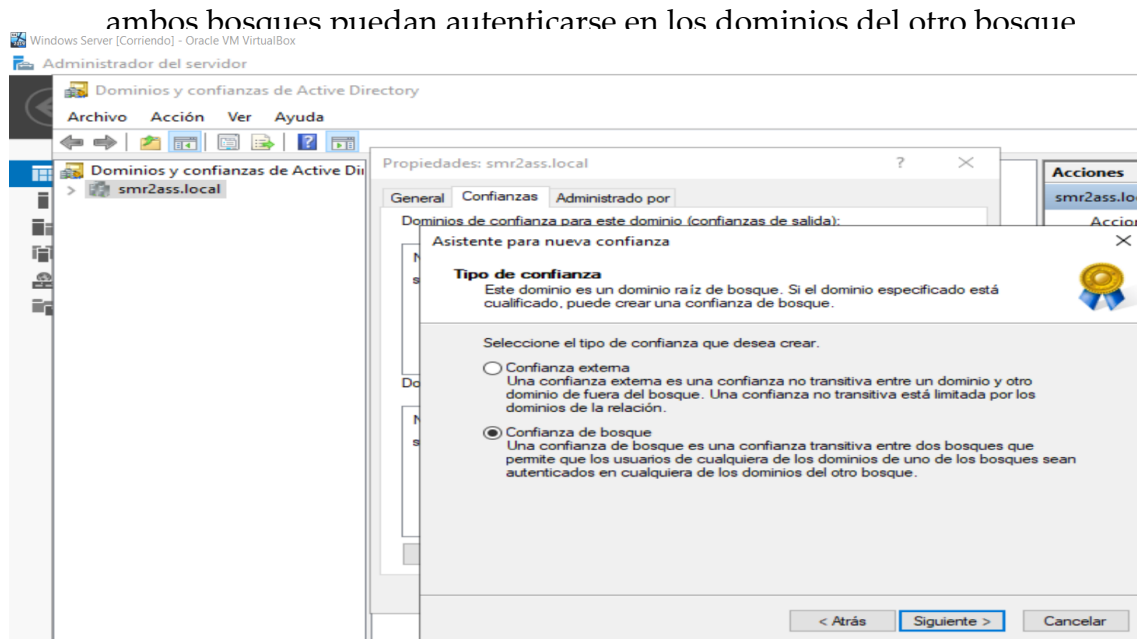 ambos bosques puedan autenticarse en los dominios del otro bosque
Windows Server [Corriendo] - Oracle VM VirtualBox
Administrador del servidor
Dominios y confianzas de Active Directory
Archivo Acción Ver Ayuda
Dominios y confianzas de Active Dir
smr2ass.local
Propiedades: smr2ass.local ? ×
General Confianzas Administrado por
Dominios de confianza para este dominio (confianzas de salida):
Acciones
smr2ass.lo
Accion
Asistente para nueva confianza
Tipo de confianza
Este dominio es un dominio raíz de bosque. Si el dominio especificado está
cualificado, puede crear una confianza de bosque.
Seleccione el tipo de confianza que desea crear.
Confianza externa
Una confianza externa es una confianza no transitiva entre un dominio y otro
dominio de fuera del bosque. Una confianza no transitiva está limitada por los
dominios de la relación.
Confianza de bosque
Una confianza de bosque es una confianza transitiva entre dos bosques que
permite que los usuarios de cualquiera de los dominios de uno de los bosques sean
autenticados en cualquiera de los dominios del otro bosque.
Do
< Atrás Siguiente > Cancelar